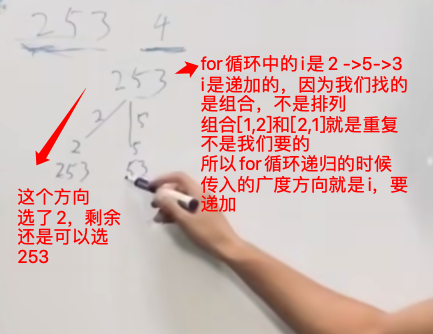 253 4
253
2 5
2 5
253 53
for循环中的i是2 ->5->3
i是递加的，因为我们找的
是组合，不是排列
组合[1,2]和[2,1]就是重复
不是我们要的
所以for循环递归的时候
传入的广度方向就是i，要
递加
这个方向
选了2，剩余
还是可以选
253